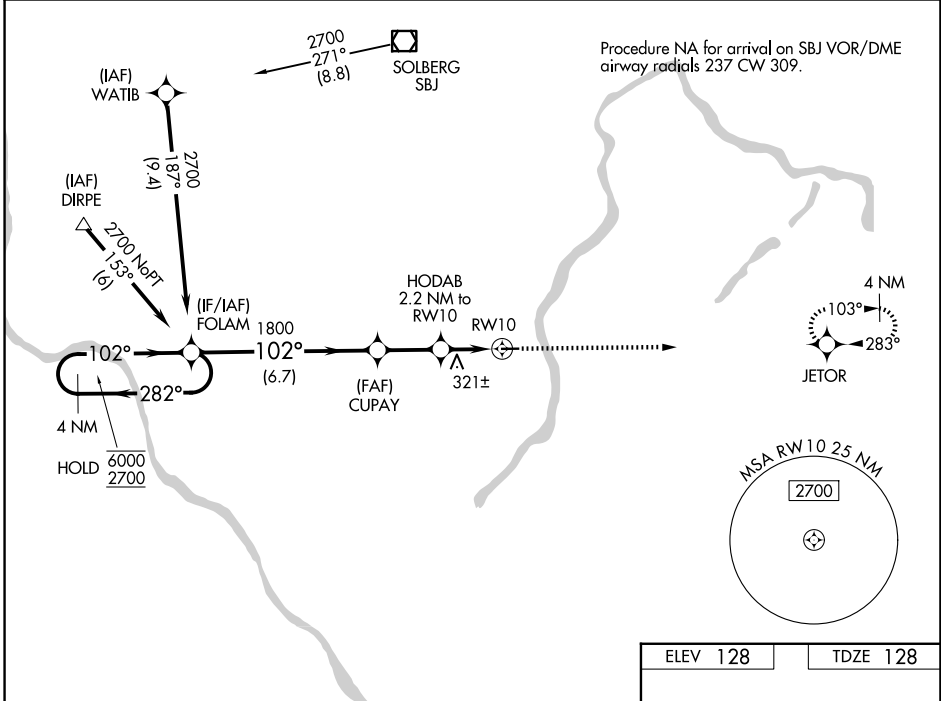 2700
271°
(8.8)
SOLBERG
SBJ
Procedure NA for arrival on SBJ VOR/DME
airway radials 237 CW 309.
(IAF)
WATIB
2700
187°
(9.4)
(IAF)
DIRPE
2700 NoPT
153°
(6)
(IF/IAF)
FOLAM
1800
102°
(6.7)
HODAB
2.2 NM to
RW10
RW10
4 NM
103°
283°
JETOR
102°
282°
4 NM
HOLD
6000
2700
(FAF)
CUPAY
321±
MSA RW10 25 NM
2700
ELEV 128
TDZE 128